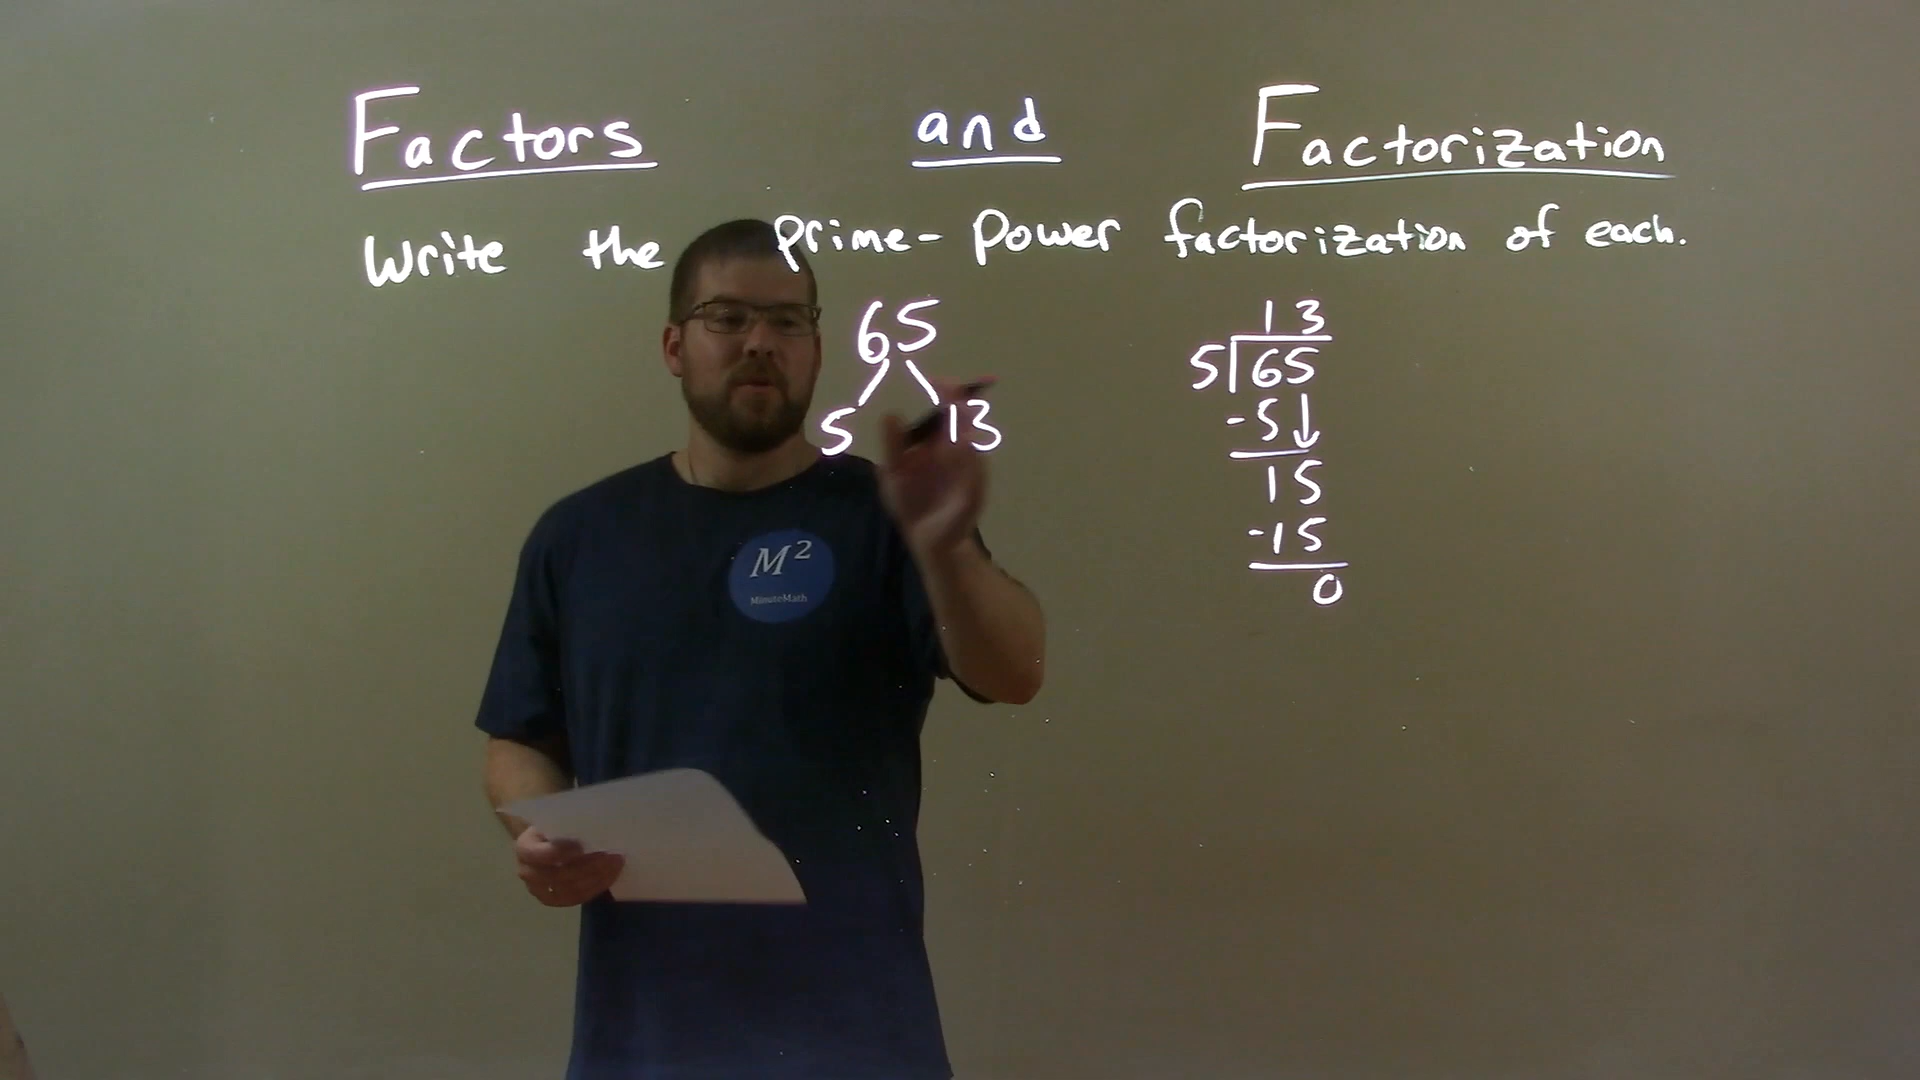 Factors and Factorization
Write the prime-power factorization of each.
65
5 13
13
5 65
-5
15
-15
0
M²
MinuteMath